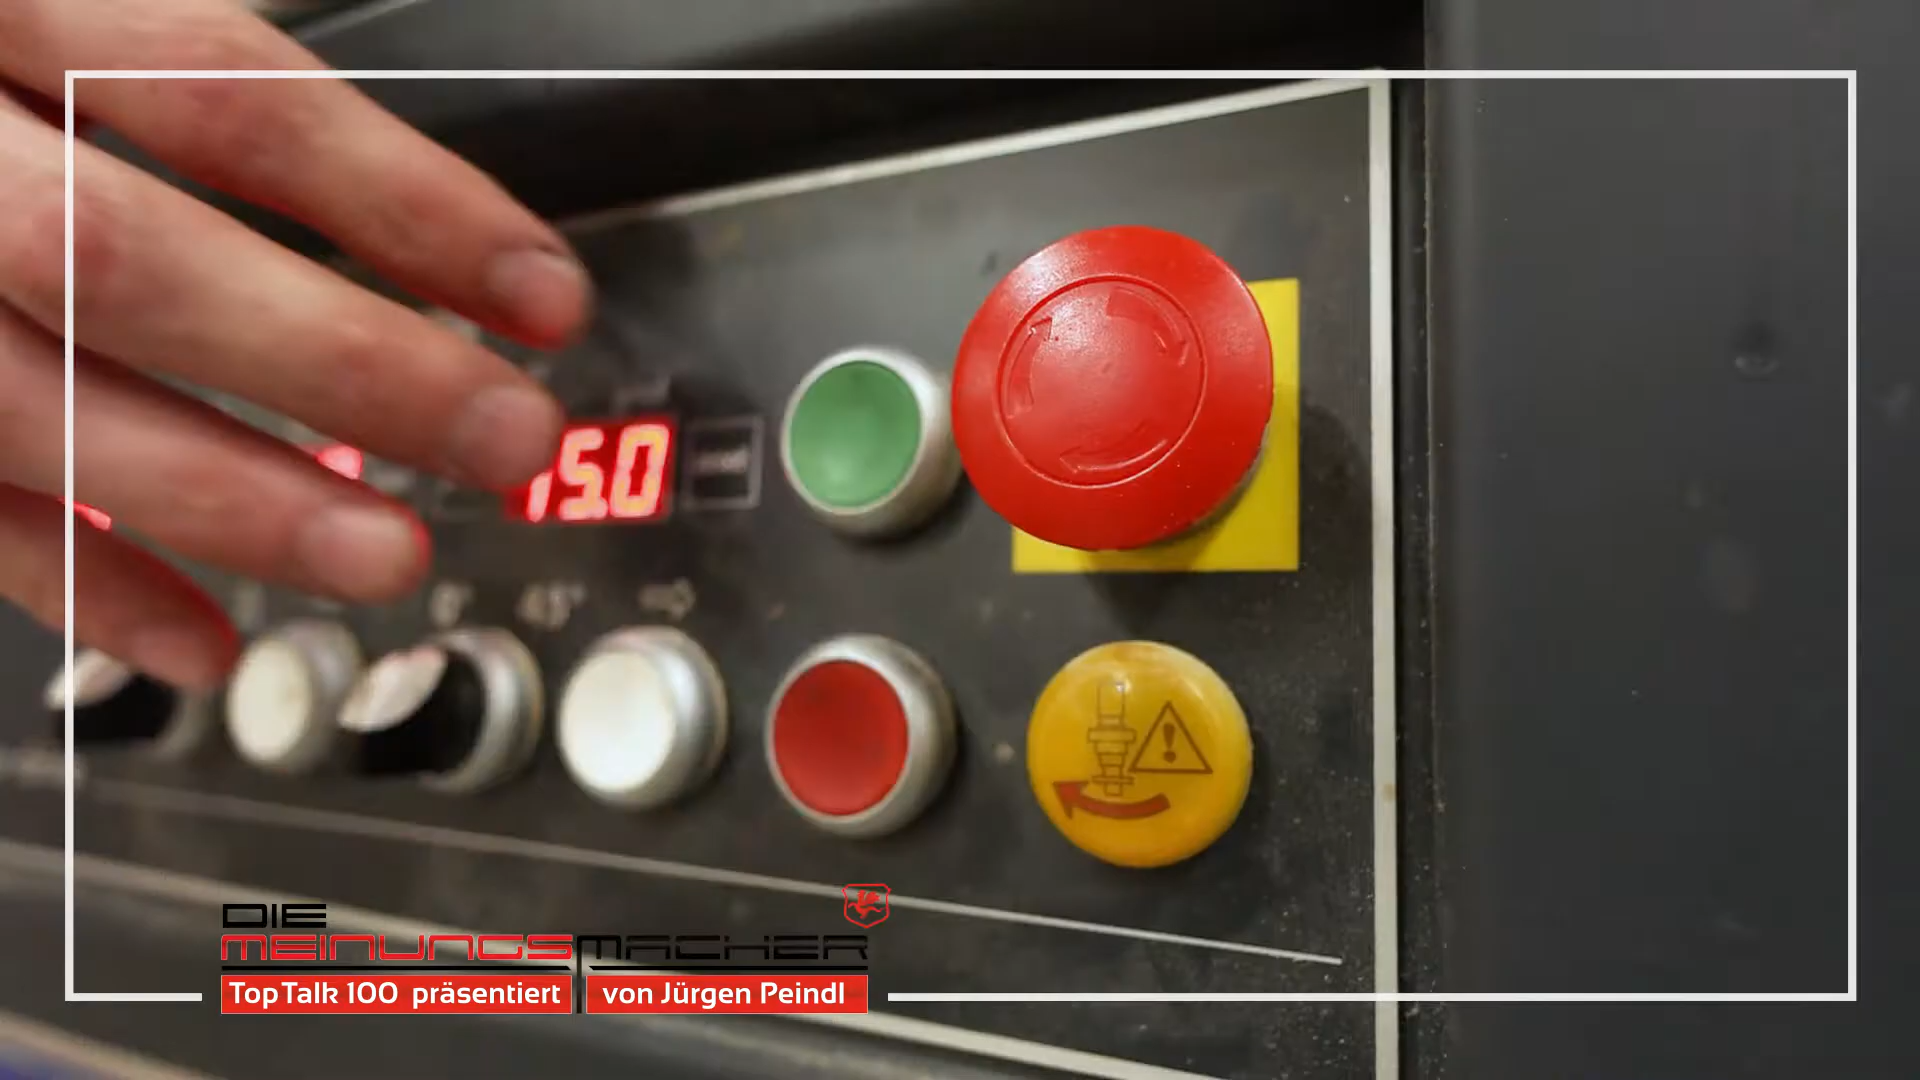 15.0
0° 45°
DIE
MEINUNGSMACHER
TopTalk 100 präsentiert von Jürgen Peindl